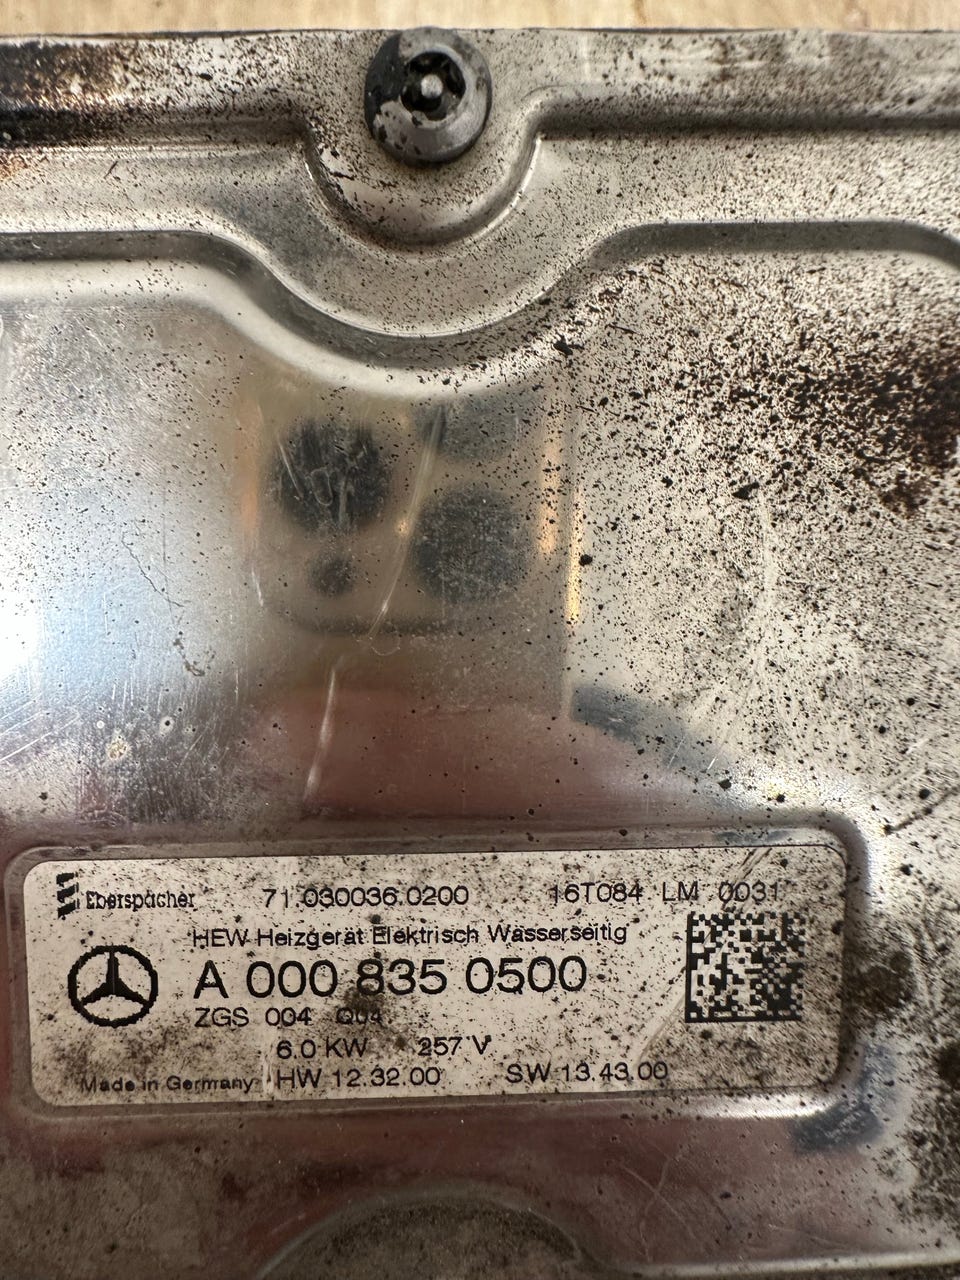 Eberspächer 71.030036.0200 16T084 LM 0031
HEW Heizgerät Elektrisch Wasserseitig
A 000 835 0500
ZGS 004 Q04
6.0 KW 257 V
Made in Germany HW 12.32.00 SW 13.43.00